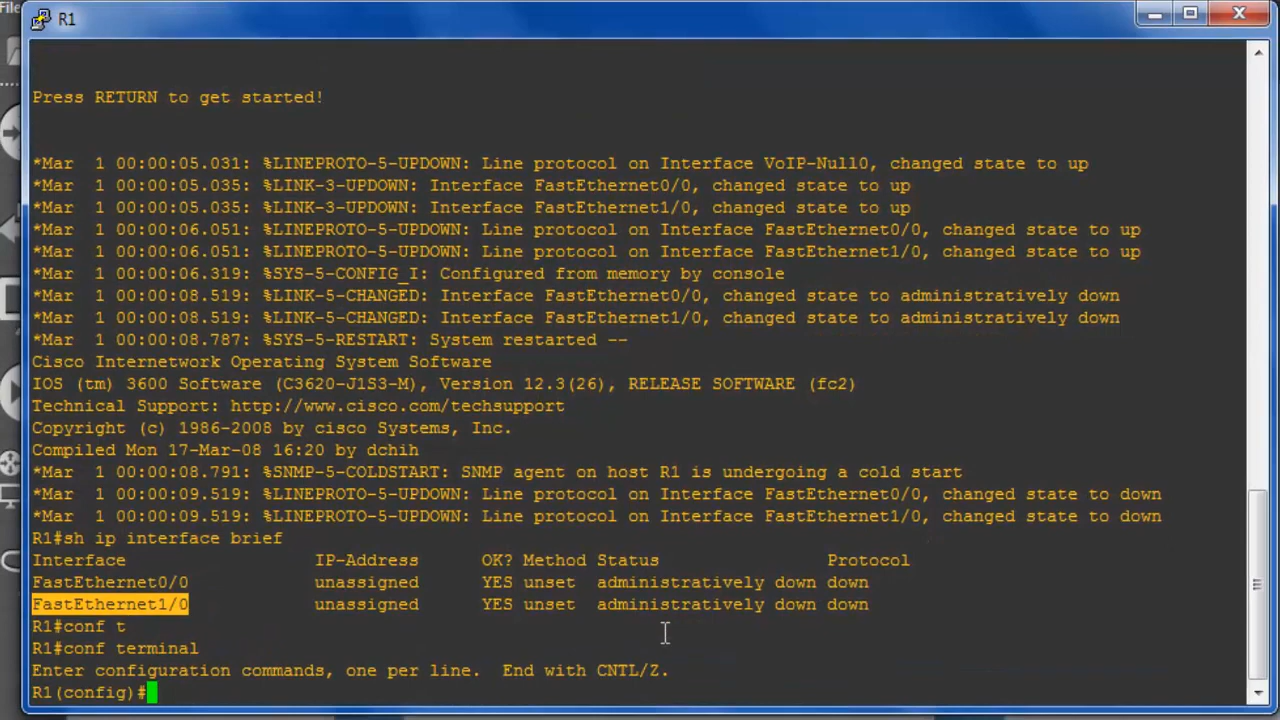 File
R1
Press RETURN to get started!
*Mar  1 00:00:05.031: %LINEPROTO-5-UPDOWN: Line protocol on Interface VoIP-Null0, changed state to up
*Mar  1 00:00:05.035: %LINK-3-UPDOWN: Interface FastEthernet0/0, changed state to up
*Mar  1 00:00:05.035: %LINK-3-UPDOWN: Interface FastEthernet1/0, changed state to up
*Mar  1 00:00:06.051: %LINEPROTO-5-UPDOWN: Line protocol on Interface FastEthernet0/0, changed state to up
*Mar  1 00:00:06.051: %LINEPROTO-5-UPDOWN: Line protocol on Interface FastEthernet1/0, changed state to up
*Mar  1 00:00:06.319: %SYS-5-CONFIG_I: Configured from memory by console
*Mar  1 00:00:08.519: %LINK-5-CHANGED: Interface FastEthernet0/0, changed state to administratively down
*Mar  1 00:00:08.519: %LINK-5-CHANGED: Interface FastEthernet1/0, changed state to administratively down
*Mar  1 00:00:08.787: %SYS-5-RESTART: System restarted --
Cisco Internetwork Operating System Software
IOS (tm) 3600 Software (C3620-J1S3-M), Version 12.3(26), RELEASE SOFTWARE (fc2)
Technical Support: http://www.cisco.com/techsupport
Copyright (c) 1986-2008 by cisco Systems, Inc.
Compiled Mon 17-Mar-08 16:20 by dchih
*Mar  1 00:00:08.791: %SNMP-5-COLDSTART: SNMP agent on host R1 is undergoing a cold start
*Mar  1 00:00:09.519: %LINEPROTO-5-UPDOWN: Line protocol on Interface FastEthernet0/0, changed state to down
*Mar  1 00:00:09.519: %LINEPROTO-5-UPDOWN: Line protocol on Interface FastEthernet1/0, changed state to down
R1#sh ip interface brief
Interface                  IP-Address      OK? Method Status                Protocol
FastEthernet0/0            unassigned      YES unset  administratively down down
FastEthernet1/0            unassigned      YES unset  administratively down down
R1#conf t
R1#conf terminal
Enter configuration commands, one per line.  End with CNTL/Z.
R1(config)#